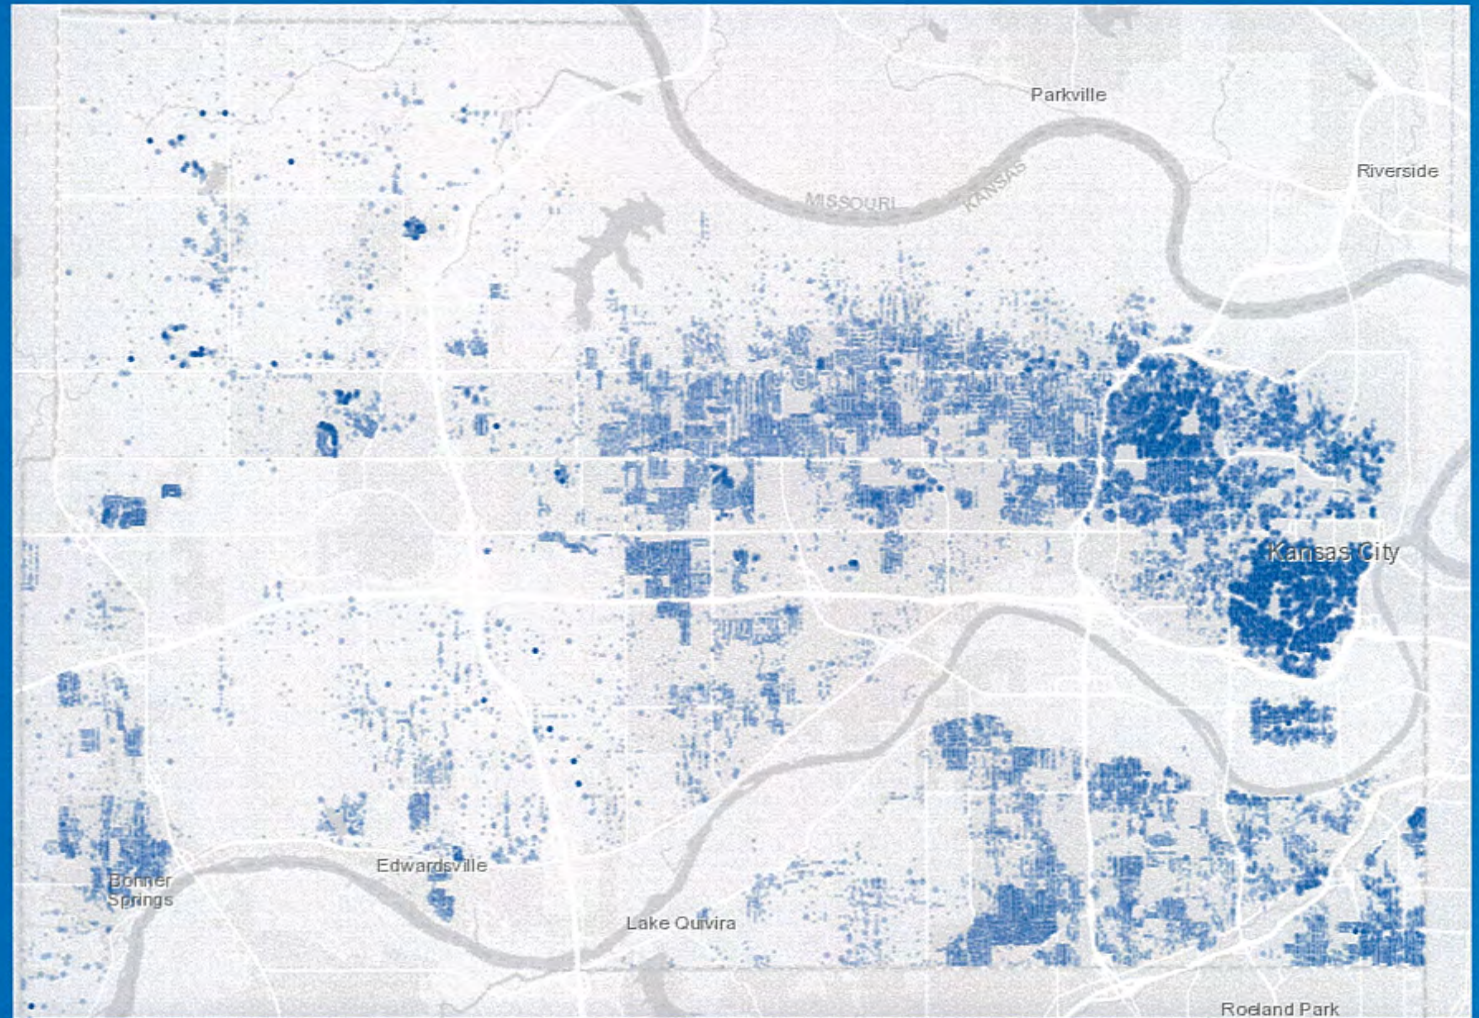 Parkville
Riverside
MISSOURI
KANSAS
Kansas City
Edwardsville
Bonner
Springs
Lake Quivira
Roeland Park